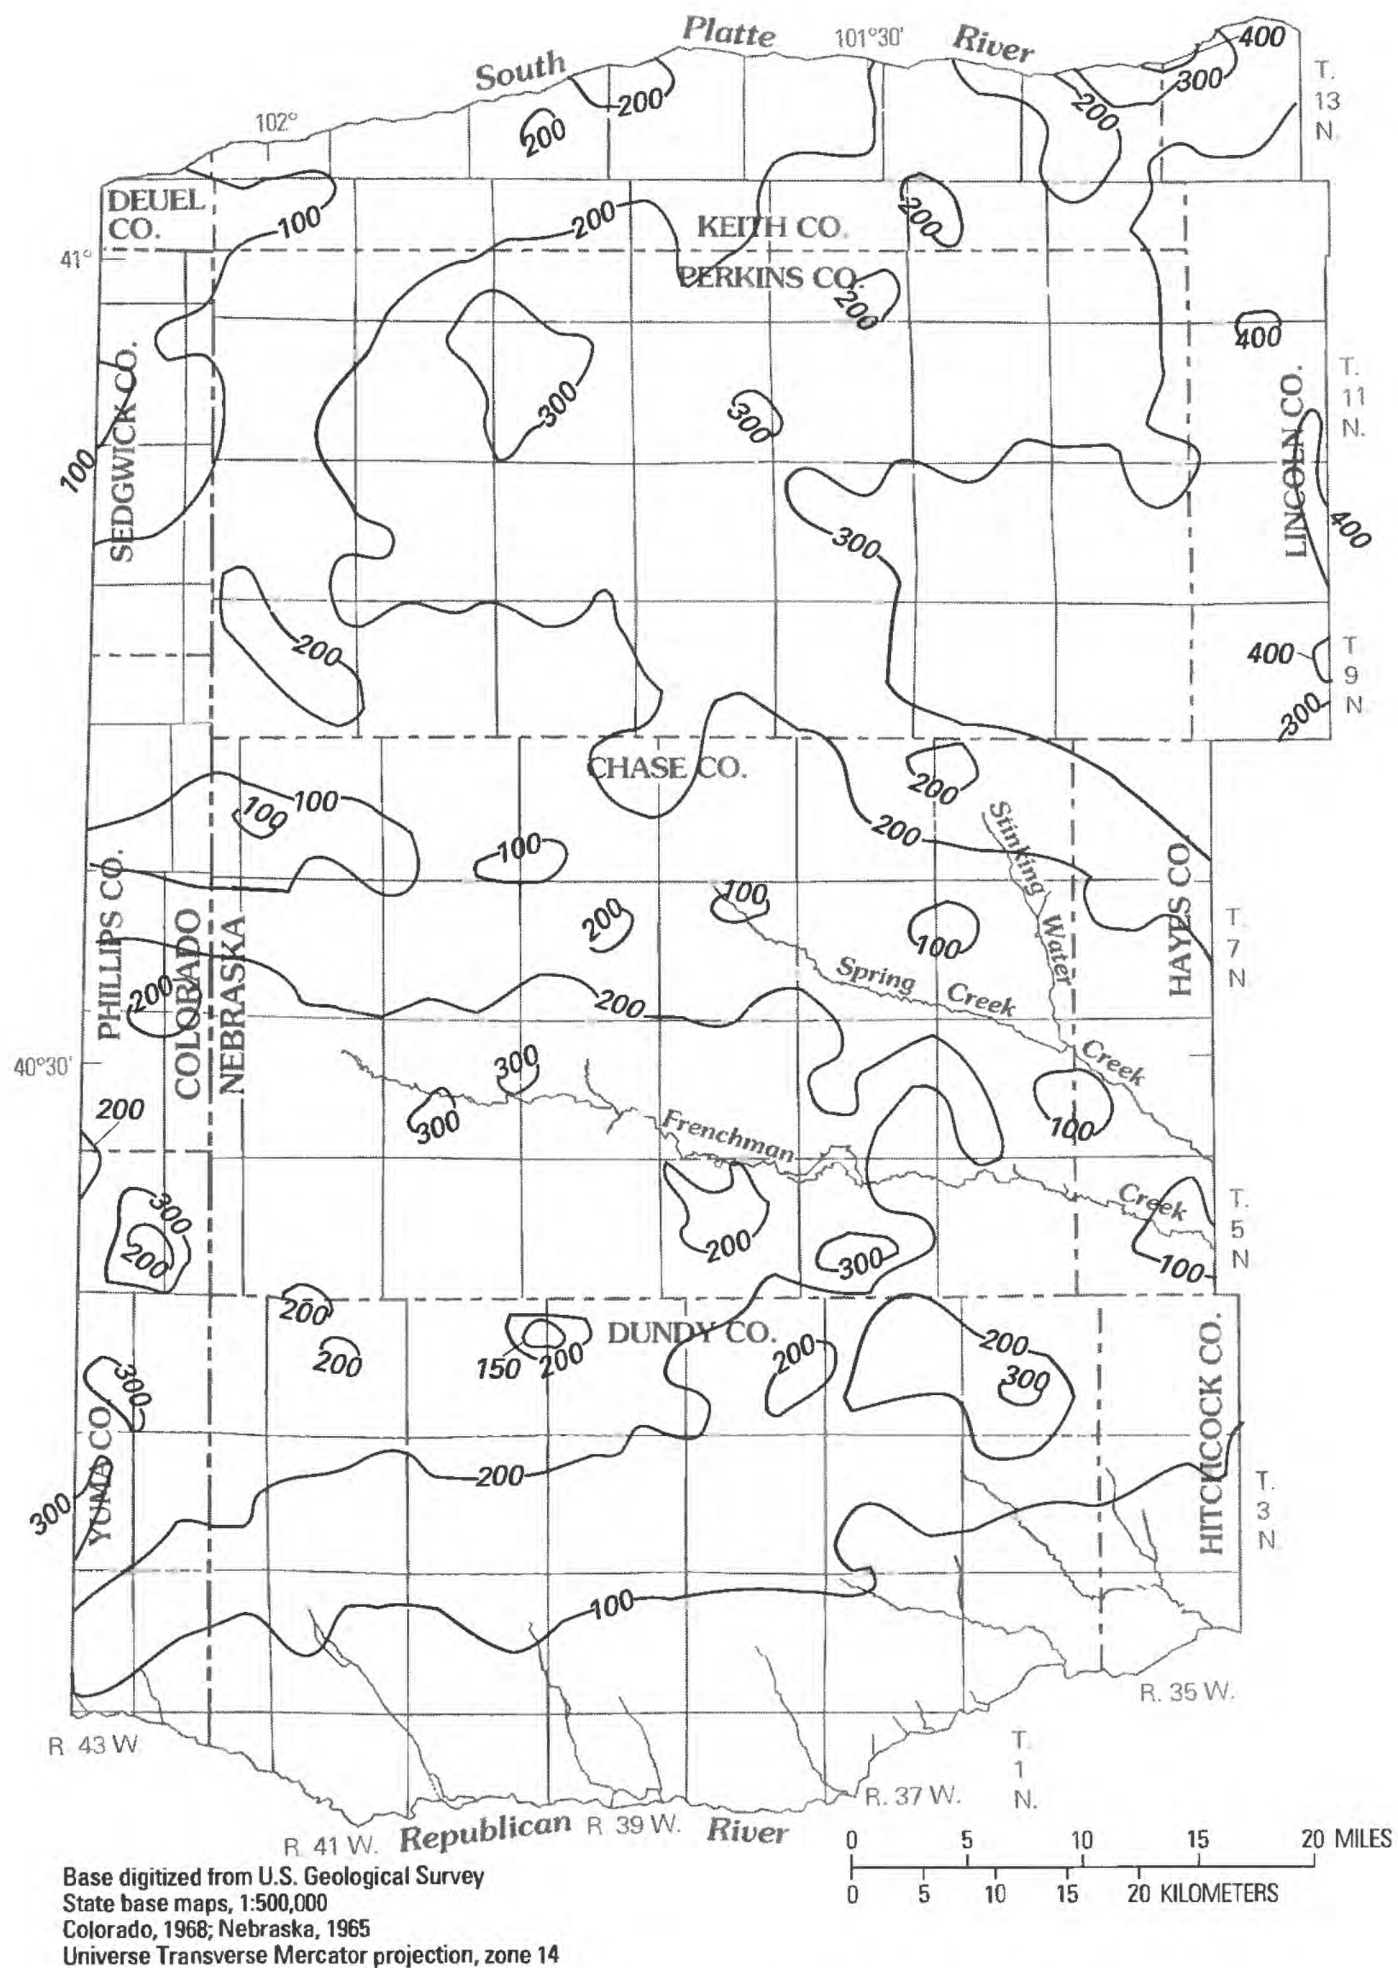 South Platte 101°30' River
400
300
T.
13
N.
200
200
200
102°
DEUEL
CO.
100
200
KEITH CO.
200
41°
PERKINS CO.
200
400
SEDGWICK CO.
300
300
LINCOLN CO.
T.
11
N.
100
300
400
200
400
T.
9
N.
300
CHASE CO.
200
100
100
200
Stinking
Water
Creek
100
PHILLIPS CO.
COLORADO
NEBRASKA
200
100
100
HAYES CO.
T.
7
N.
200
200
Spring Creek
40°30'
300
300
200
100
Frenchman
Creek
T.
5
N
300
200
200
300
100
200
DUNDY CO.
200
150
200
200
200
300
300
YUMA CO.
HITCHCOCK CO.
200
300
T.
3
N.
100
R. 35 W.
R. 43 W.
T.
1
N.
R. 37 W.
R. 41 W. Republican R. 39 W. River
0 5 10 15 20 MILES
0 5 10 15 20 KILOMETERS
Base digitized from U.S. Geological Survey
State base maps, 1:500,000
Colorado, 1968; Nebraska, 1965
Universe Transverse Mercator projection, zone 14